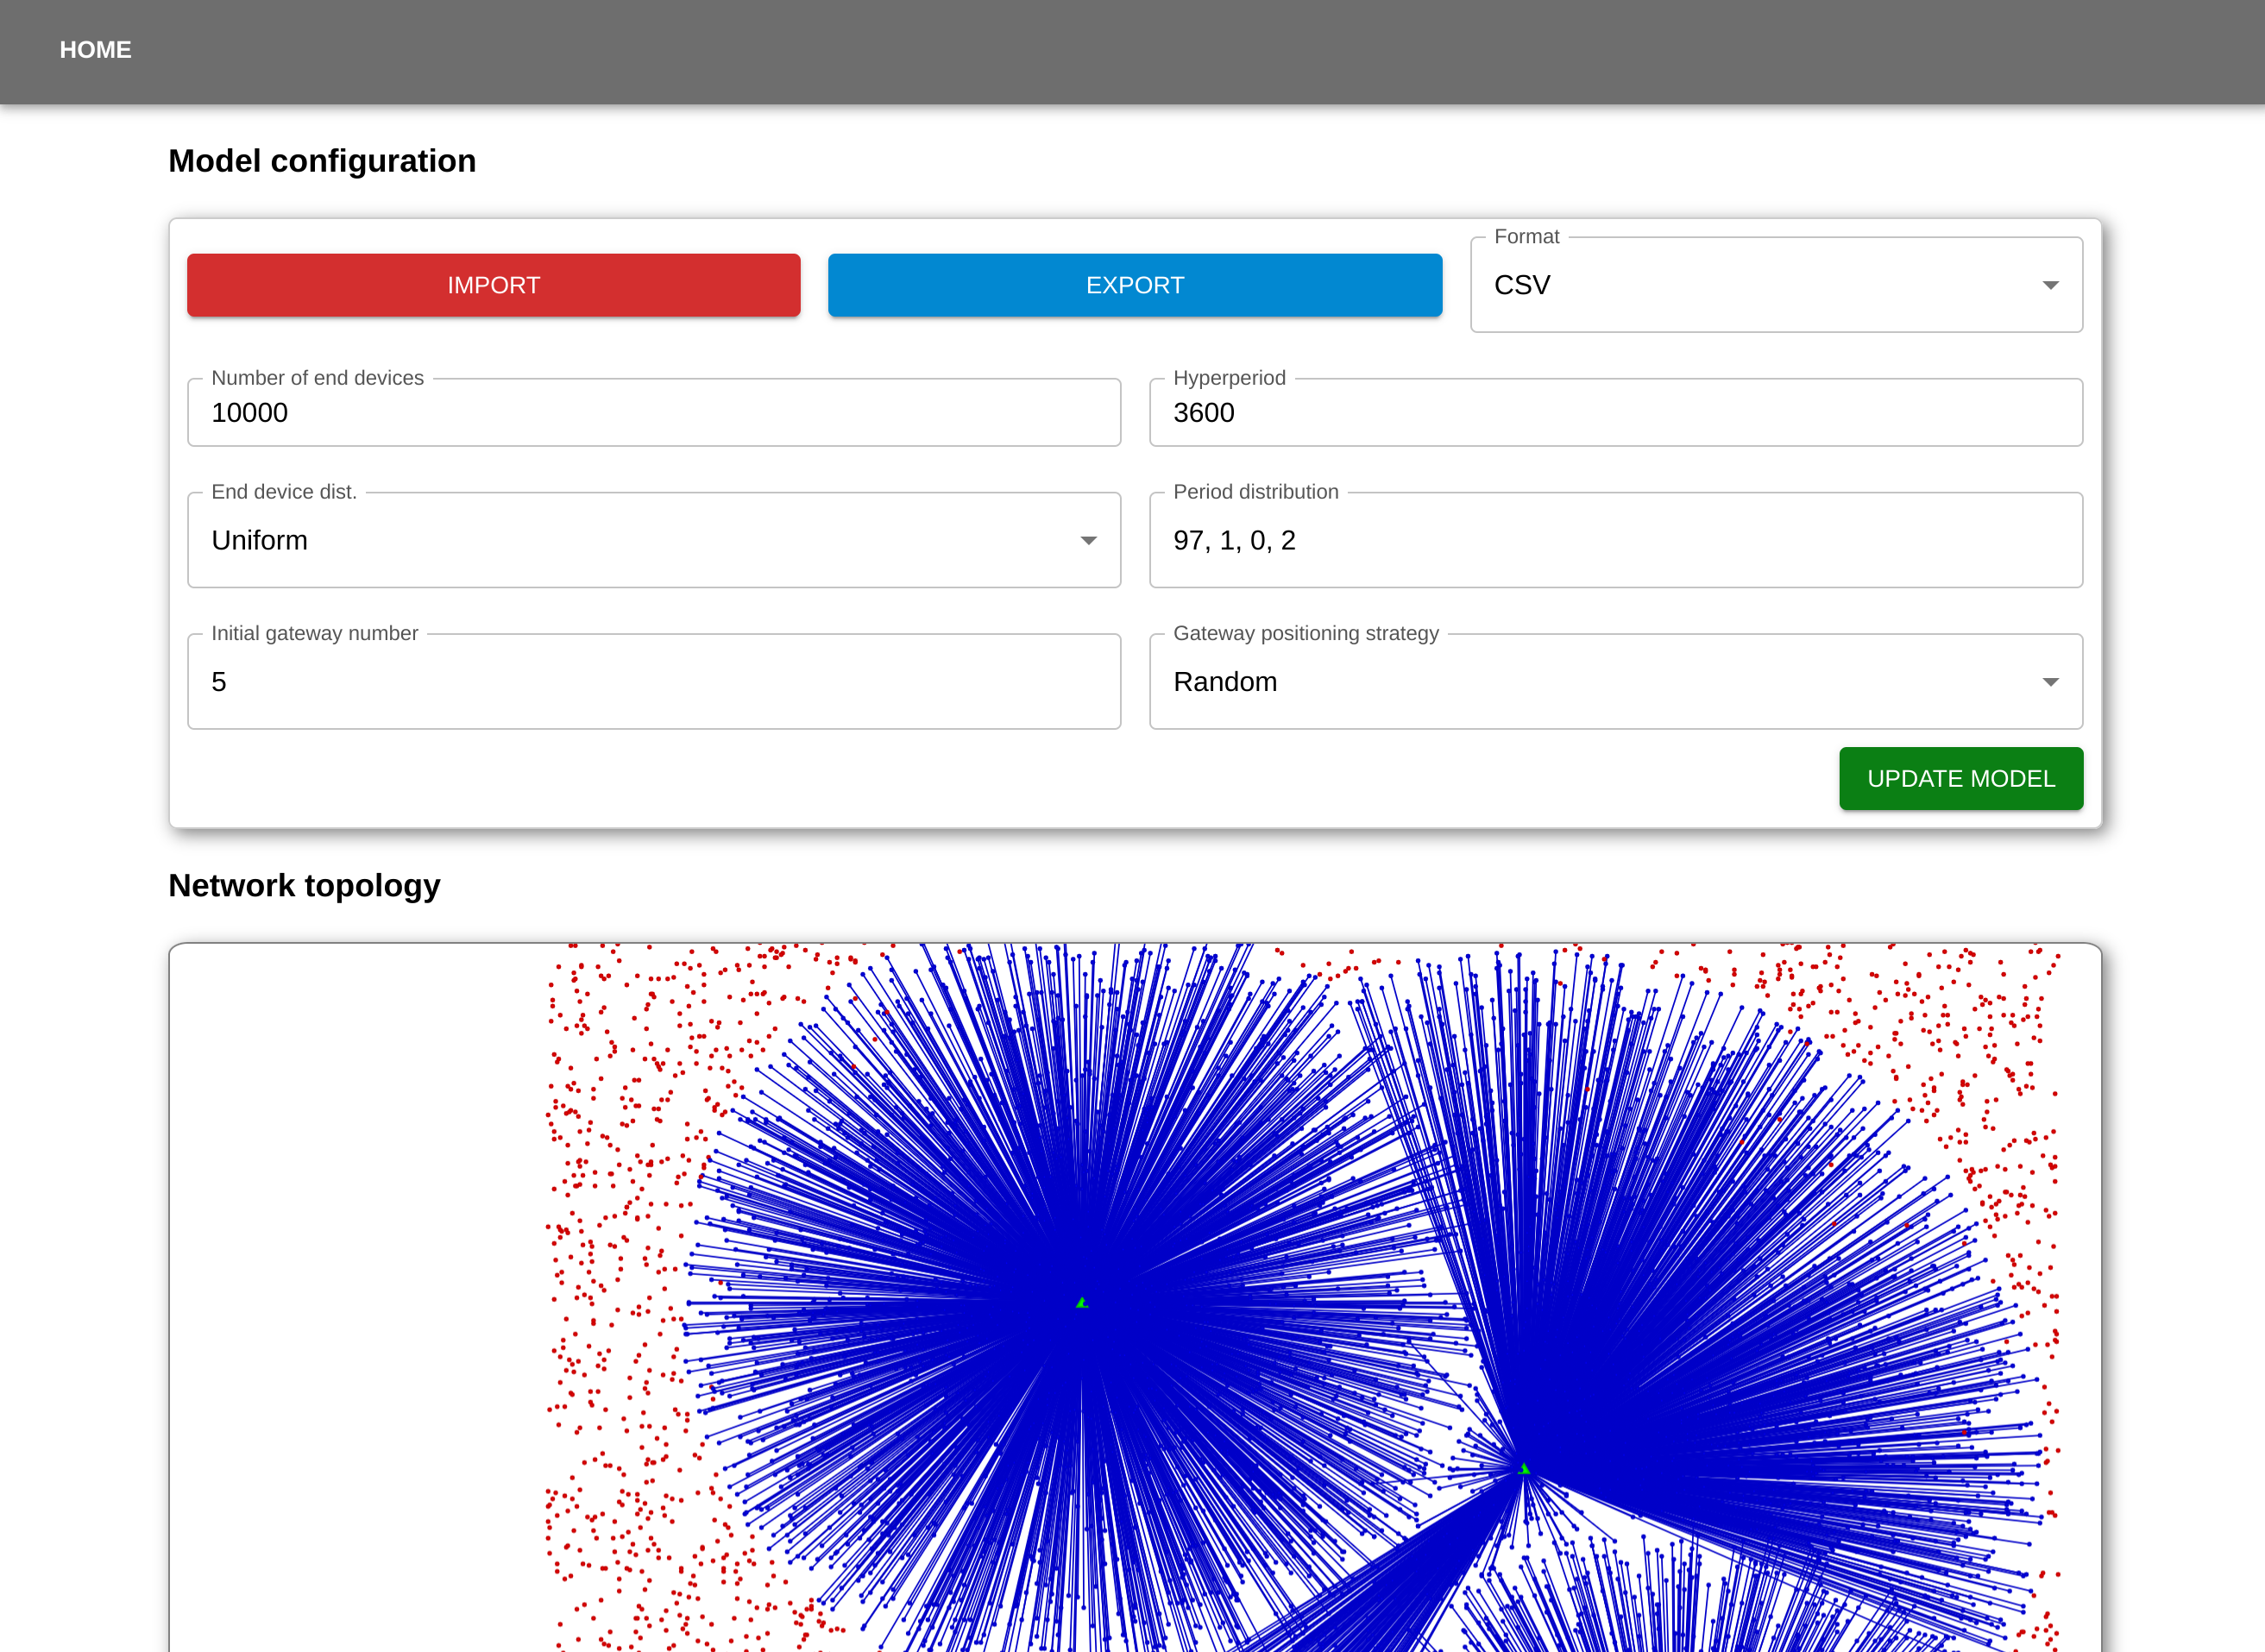 HOME
Model configuration
IMPORT
EXPORT
Format
CSV
Number of end devices
10000
Hyperperiod
3600
End device dist.
Uniform
Period distribution
97, 1, 0, 2
Initial gateway number
5
Gateway positioning strategy
Random
UPDATE MODEL
Network topology